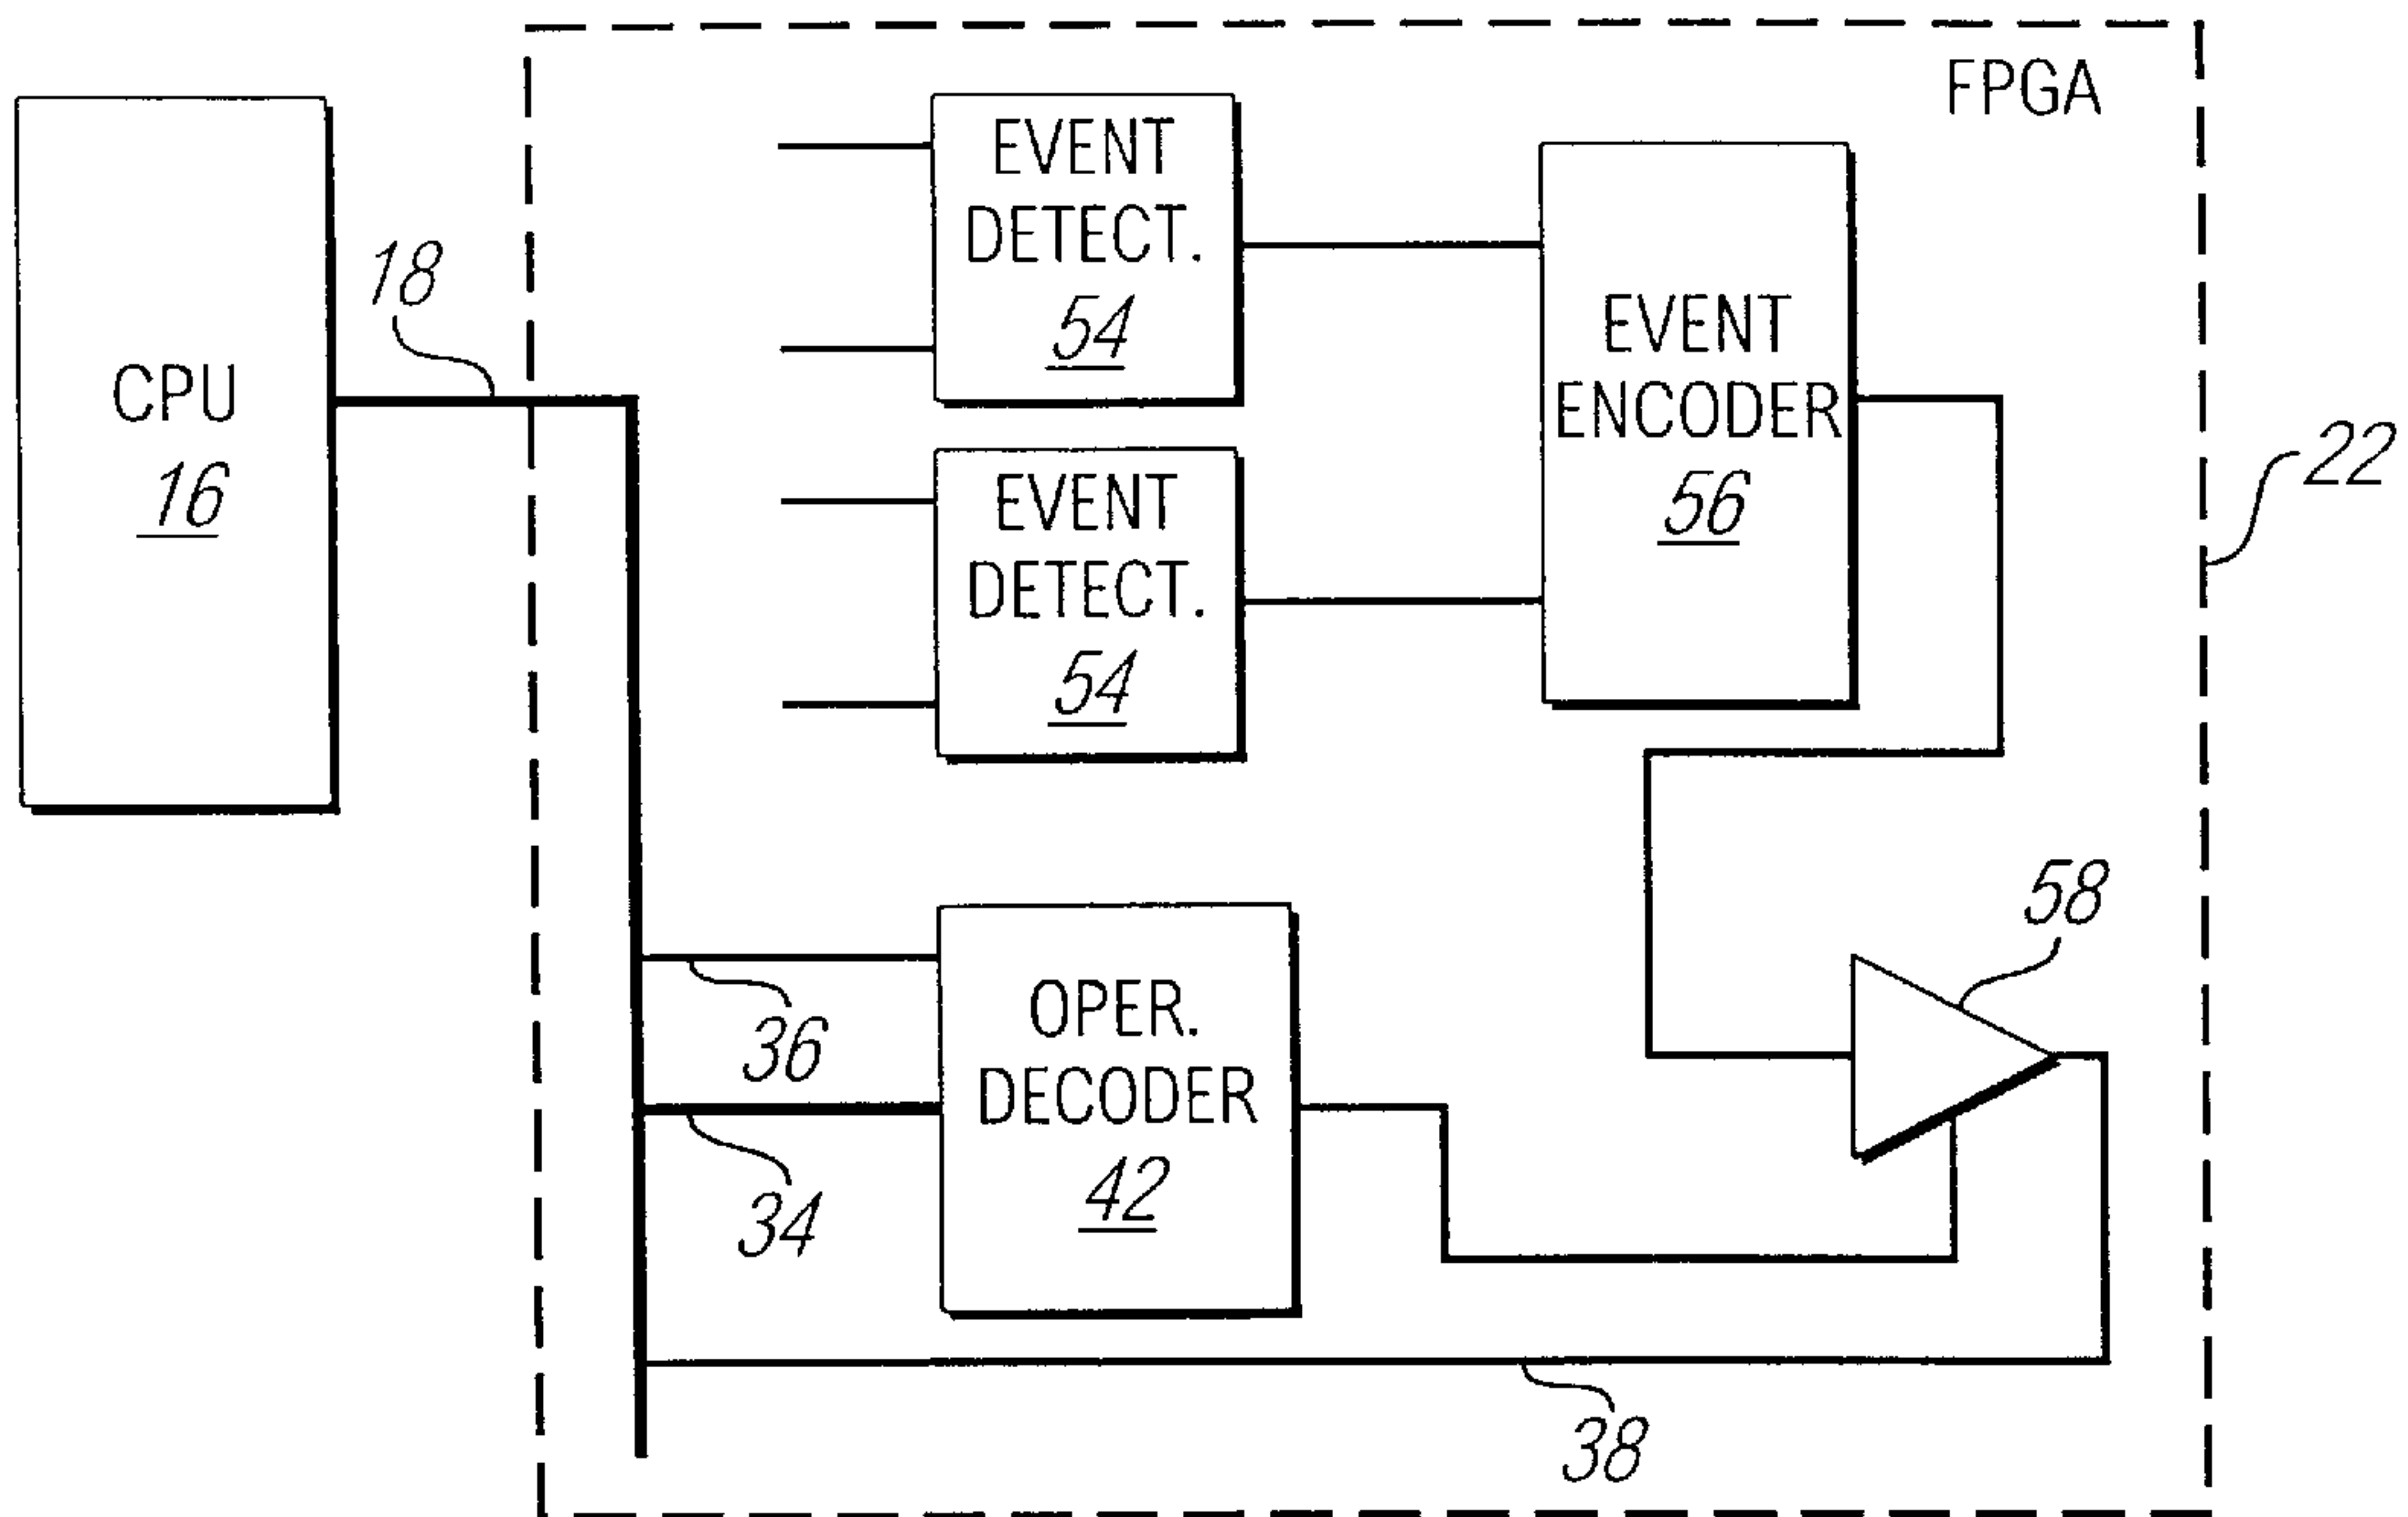 FPGA
CPU
16
18
EVENT
DETECT.
54
EVENT
DETECT.
54
EVENT
ENCODER
56
22
58
36
34
OPER.
DECODER
42
38